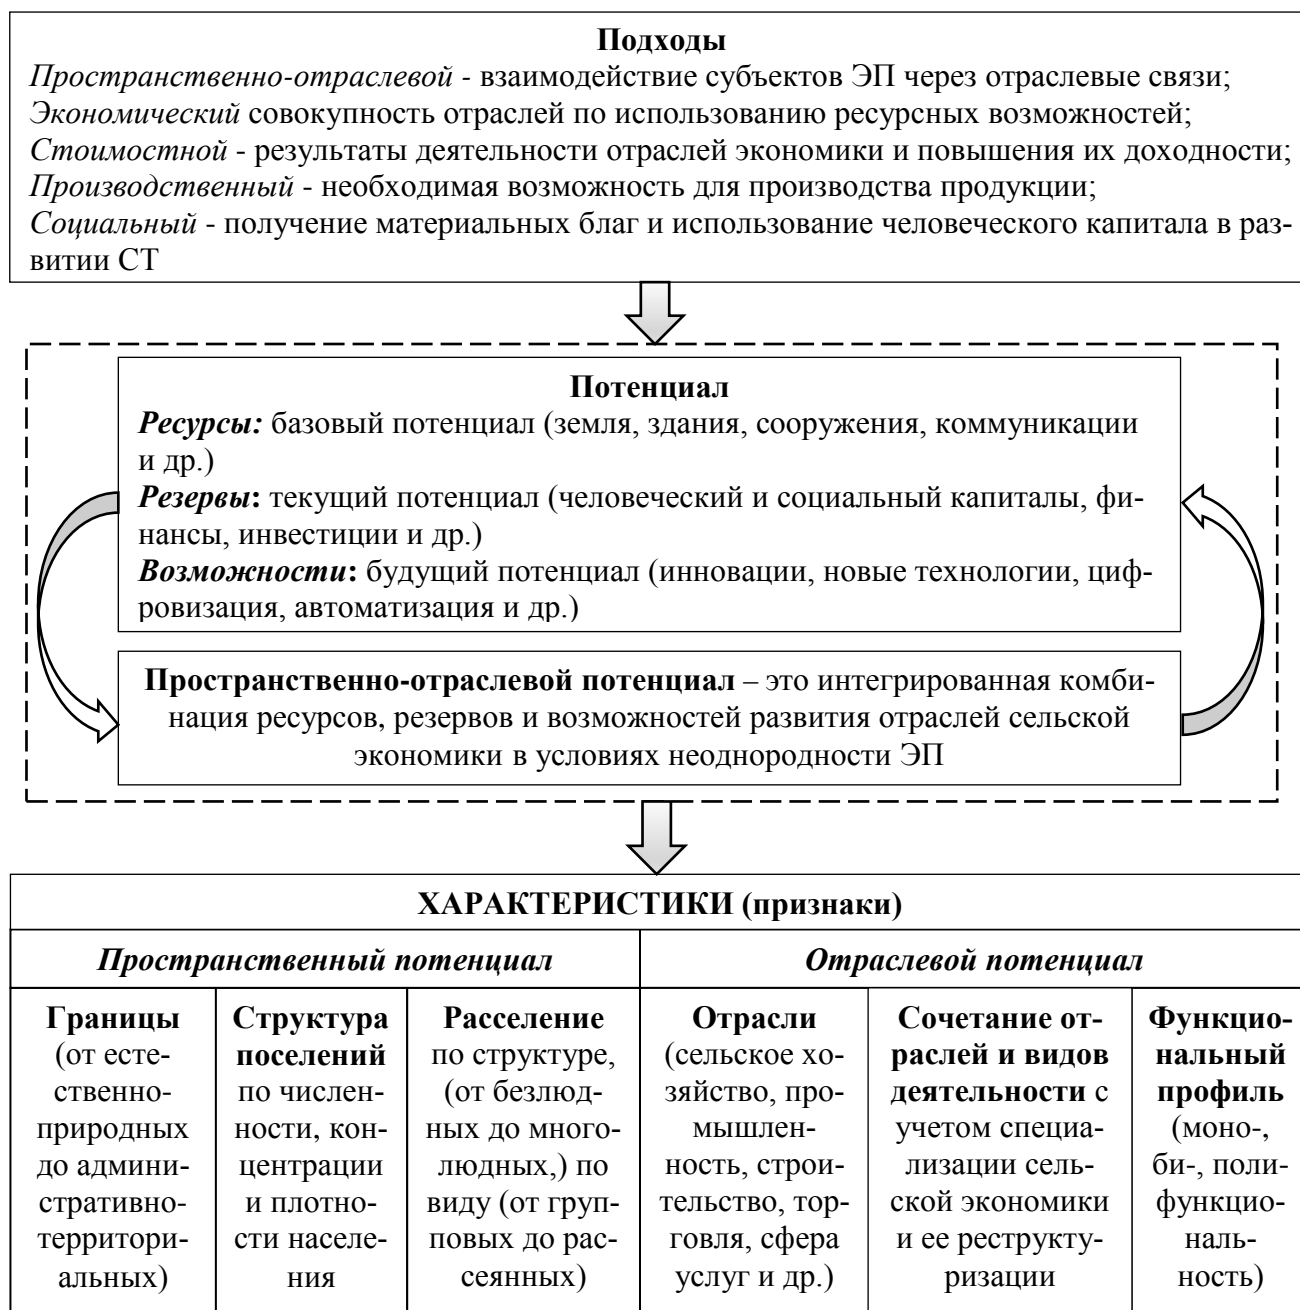 Подходы
Пространственно-отраслевой - взаимодействие субъектов ЭП через отраслевые связи;
Экономический совокупность отраслей по использованию ресурсных возможностей;
Стоимостной - результаты деятельности отраслей экономики и повышения их доходности;
Производственный - необходимая возможность для производства продукции;
Социальный - получение материальных благ и использование человеческого капитала в раз-
витии СТ
Потенциал
Ресурсы: базовый потенциал (земля, здания, сооружения, коммуникации
и др.)
Резервы: текущий потенциал (человеческий и социальный капиталы, фи-
нансы, инвестиции и др.)
Возможности: будущий потенциал (инновации, новые технологии, циф-
ровизация, автоматизация и др.)
Пространственно-отраслевой потенциал – это интегрированная комби-
нация ресурсов, резервов и возможностей развития отраслей сельской
экономики в условиях неоднородности ЭП
ХАРАКТЕРИСТИКИ (признаки)
Пространственный потенциал
Отраслевой потенциал
Границы
(от есте-
ственно-
природных
до админи-
стративно-
территори-
альных)
Структура
поселений
по числен-
ности, кон-
центрации
и плотно-
сти населе-
ния
Расселение
по структуре,
(от безлюд-
ных до много-
людных,) по
виду (от груп-
повых до рас-
сеянных)
Отрасли
(сельское хо-
зяйство, про-
мышлен-
ность, строи-
тельство, тор-
говля, сфера
услуг и др.)
Сочетание от-
раслей и видов
деятельности с
учетом специа-
лизации сель-
ской экономики
и ее реструкту-
ризации
Функцио-
нальный
профиль
(моно-,
би-, поли-
функцио-
наль-
ность)